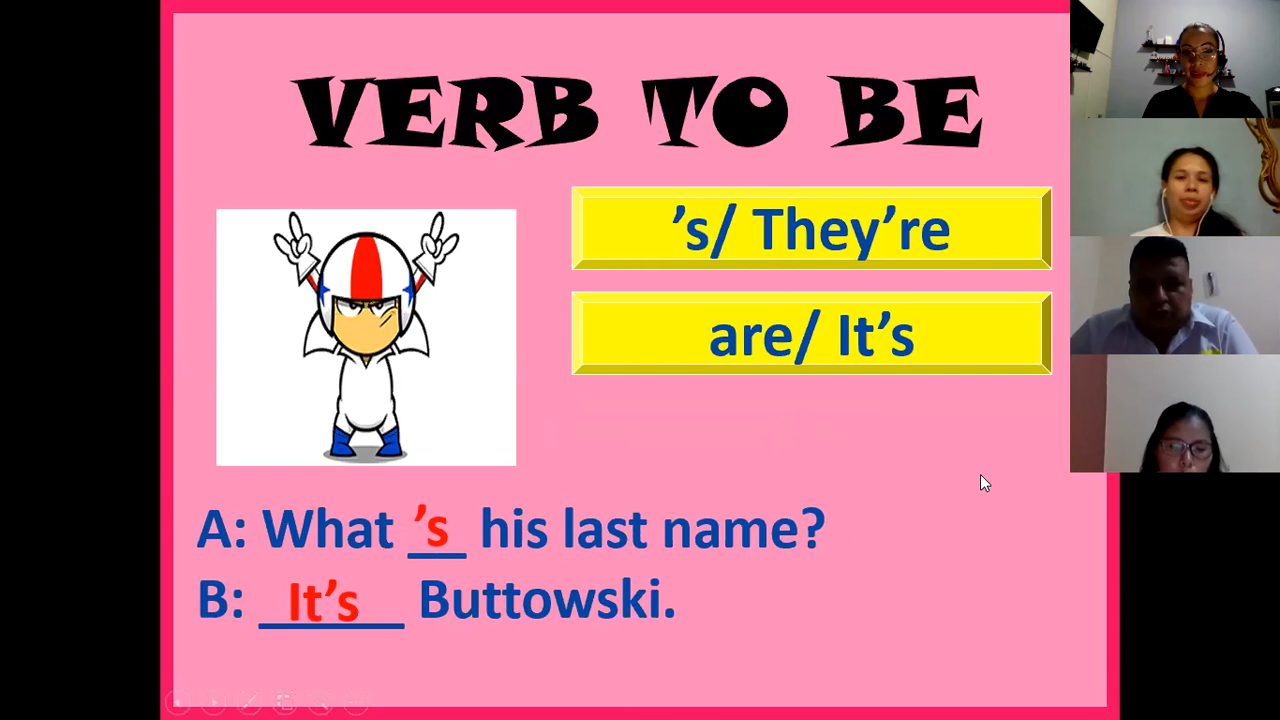 VERB TO BE
’s/ They’re
are/ It’s
A: What ’s his last name?
B: It’s Buttowski.